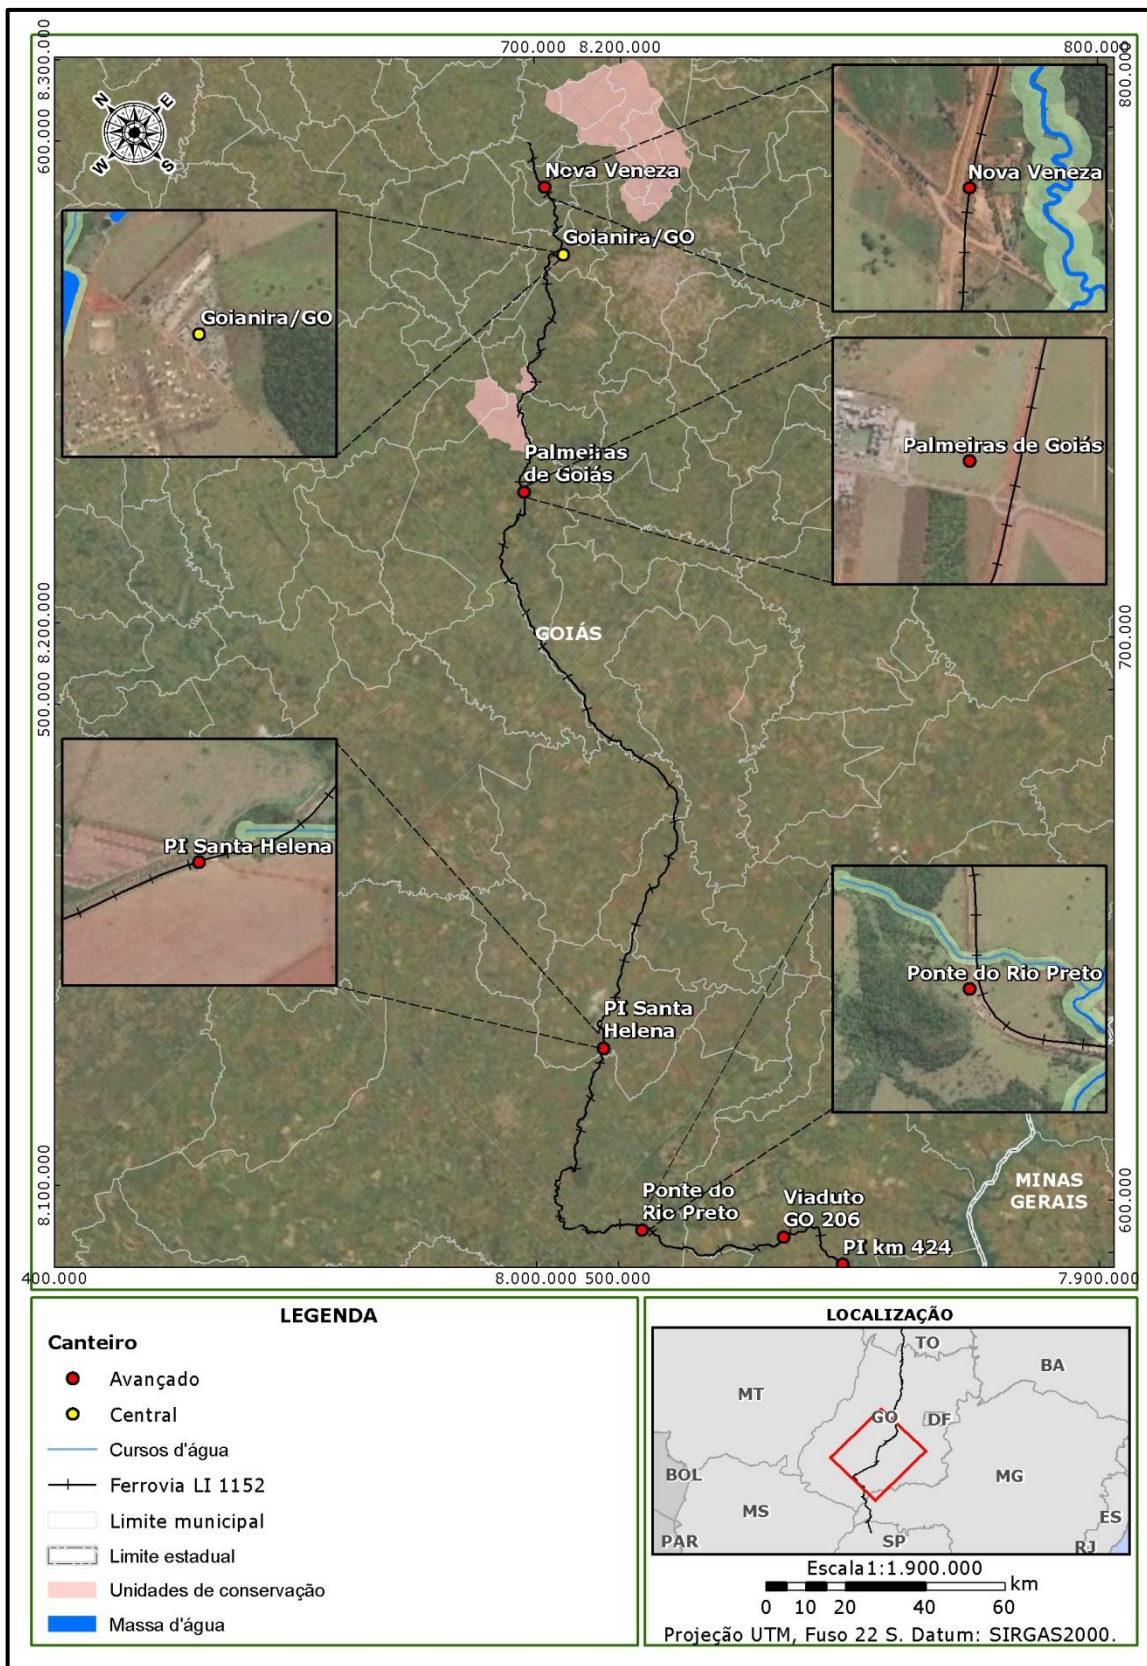 700.000
8.200.000
800.000
8.300.000
800.000
600.000
N
E
W
S
Nova Veneza
Nova Veneza
Goianira/GO
Goianira/GO
Palmeiras
de Goiás
Palmeiras de Goiás
8.200.000
700.000
GOIÁS
500.000
PI Santa Helena
PI Santa
Helena
Ponte do Rio Preto
8.100.000
600.000
MINAS
GERAIS
Ponte do
Rio Preto
Viaduto
GO 206
PI km 424
400.000
8.000.000
500.000
7.900.000
LEGENDA
Canteiro
Avançado
Central
Cursos d'água
Ferrovia LI 1152
Limite municipal
Limite estadual
Unidades de conservação
Massa d'água
LOCALIZAÇÃO
TO
BA
MT
GO
DF
BOL
MG
MS
ES
PAR
SP
RJ
Escala1:1.900.000
km
0 10 20 40 60
Projeção UTM, Fuso 22 S. Datum: SIRGAS2000.